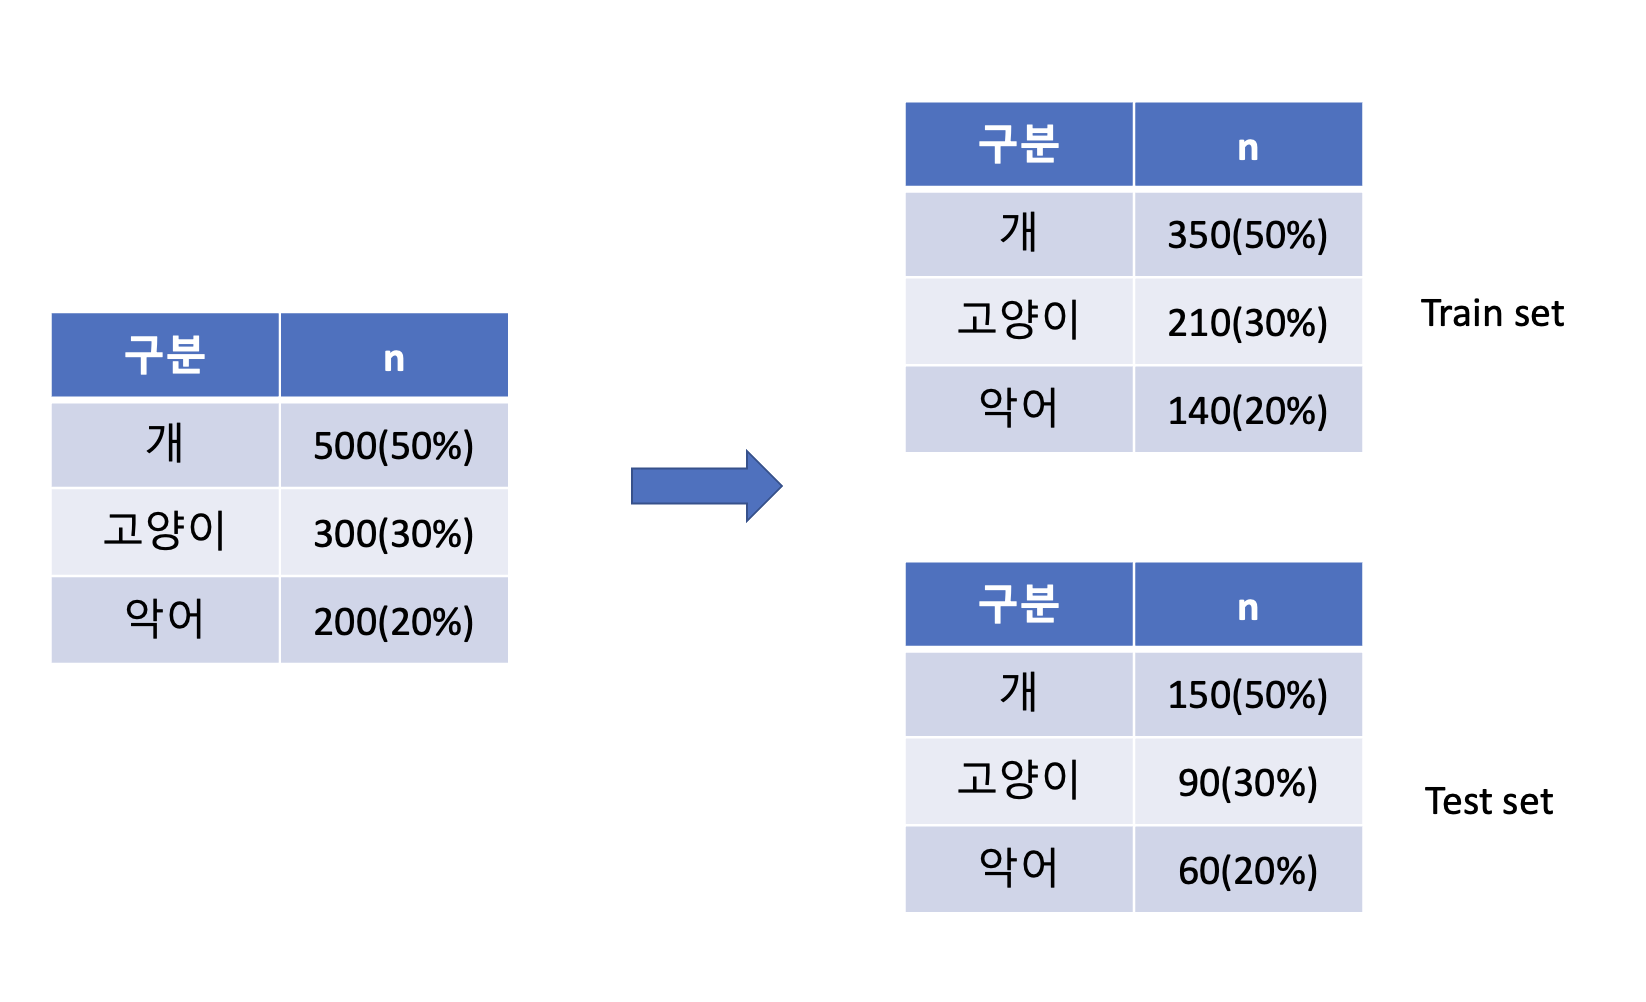 구분 n
개 500(50%)
고양이 300(30%)
악어 200(20%)
구분 n
개 350(50%)
고양이 210(30%)
악어 140(20%)
Train set
구분 n
개 150(50%)
고양이 90(30%)
악어 60(20%)
Test set